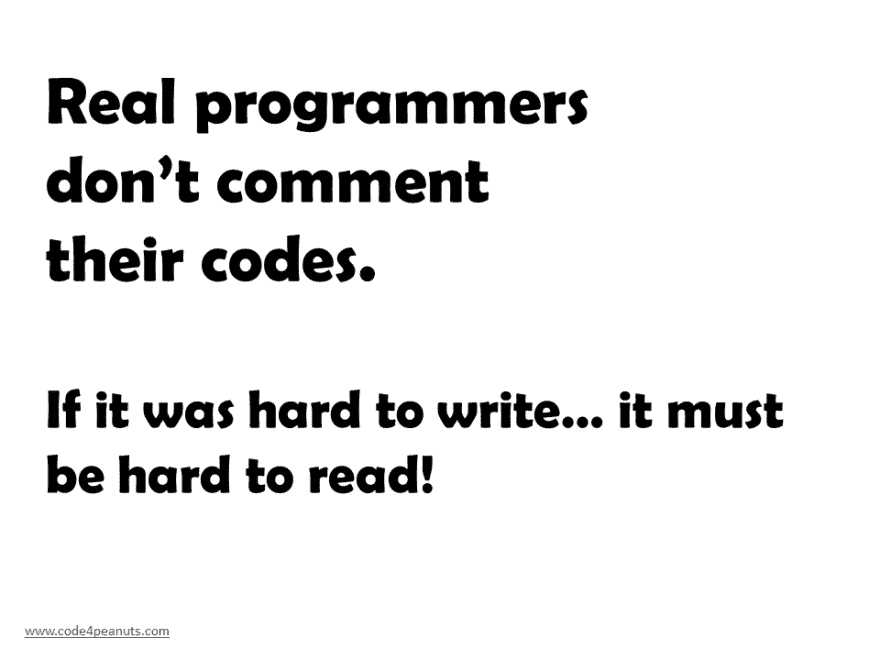 Real programmers
don’t comment
their codes.
If it was hard to write... it must
be hard to read!
www.code4peanuts.com